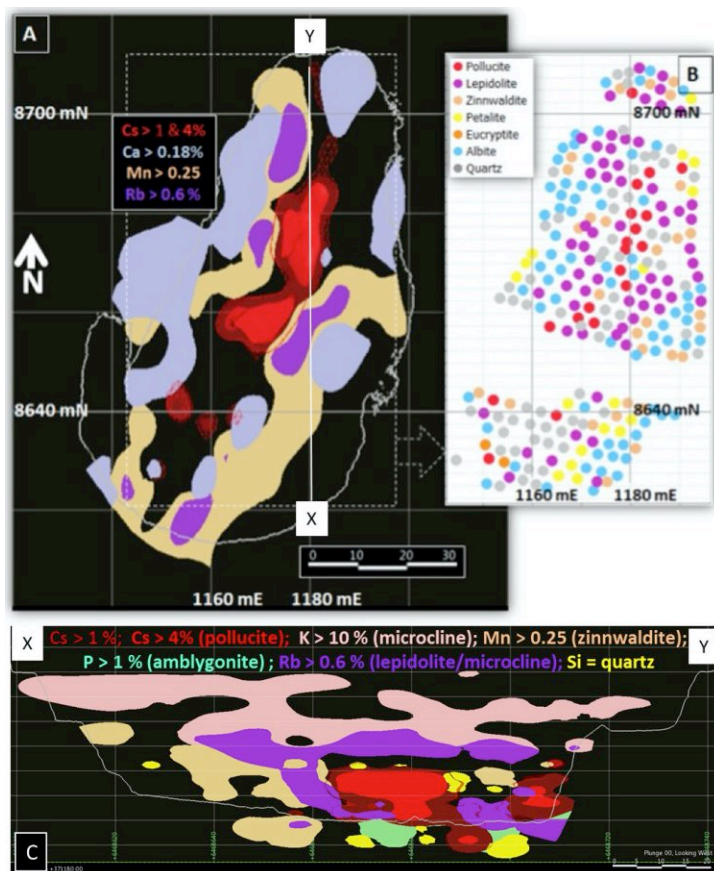 A
Y
B
Pollucite
Lepidolite
Zinnwaldite
Petalite
Eucryptite
Albite
Quartz
8700 mN
8700 mN
Cs > 1 & 4%
Ca > 0.18%
Mn > 0.25
Rb > 0.6 %
N
8640 mN
8640 mN
1160 mE
1180 mE
X
0 10 20 30
1160 mE 1180 mE
X
Cs > 1 %; Cs > 4% (pollucite); K > 10 % (microcline); Mn > 0.25 (zinnwaldite);
Y
P > 1 % (amblygonite) ; Rb > 0.6 % (lepidolite/microcline); Si = quartz
C
Plunge 00, Looking West